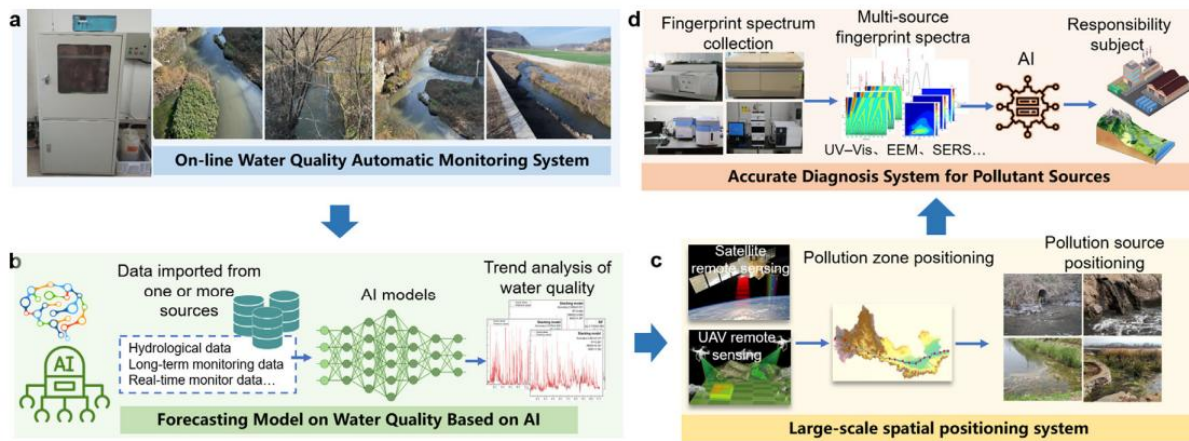 a
On-line Water Quality Automatic Monitoring System
b
Data imported from
one or more
sources
AI
Hydrological data
Long-term monitoring data
Real-time monitor data…
AI models
Trend analysis of
water quality
Forecasting Model on Water Quality Based on AI
c
Satellite
remote sensing
UAV remote
sensing
Pollution zone positioning
Pollution source
positioning
Large-scale spatial positioning system
d
Fingerprint spectrum
collection
Multi-source
fingerprint spectra
UV–Vis、EEM、SERS…
AI
Responsibility
subject
Accurate Diagnosis System for Pollutant Sources